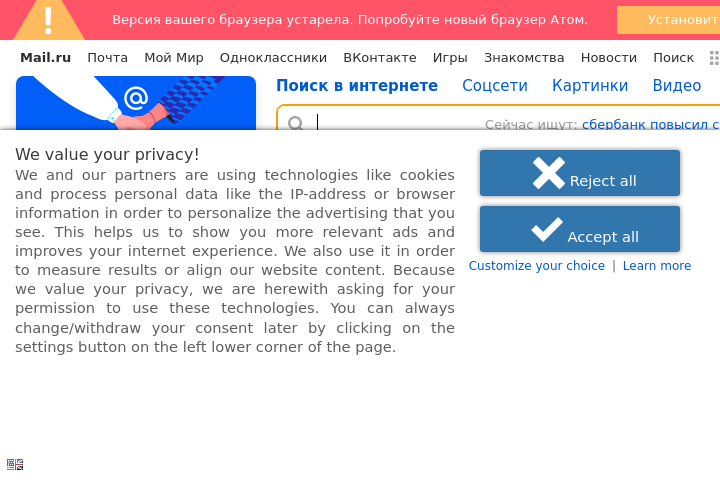 Версия вашего браузера устарела. Попробуйте новый браузер Атом.
Установит
Mail.ru Почта Мой Мир Одноклассники ВКонтакте Игры Знакомства Новости Поиск
@
Поиск в интернете Соцсети Картинки Видео
Сейчас ищут: сбербанк повысил с
We value your privacy!
We and our partners are using technologies like cookies
and process personal data like the IP-address or browser
information in order to personalize the advertising that you
see. This helps us to show you more relevant ads and
improves your internet experience. We also use it in order
to measure results or align our website content. Because
we value your privacy, we are herewith asking for your
permission to use these technologies. You can always
change/withdraw your consent later by clicking on the
settings button on the left lower corner of the page.
Reject all
Accept all
Customize your choice | Learn more